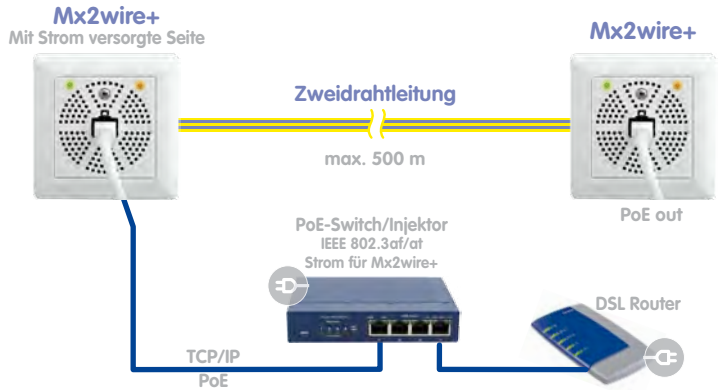 Mx2wire+
Mit Strom versorgte Seite
Mx2wire+
Zweidrahtleitung
max. 500 m
PoE out
PoE-Switch/Injektor
IEEE 802.3af/at
Strom für Mx2wire+
DSL Router
TCP/IP
PoE